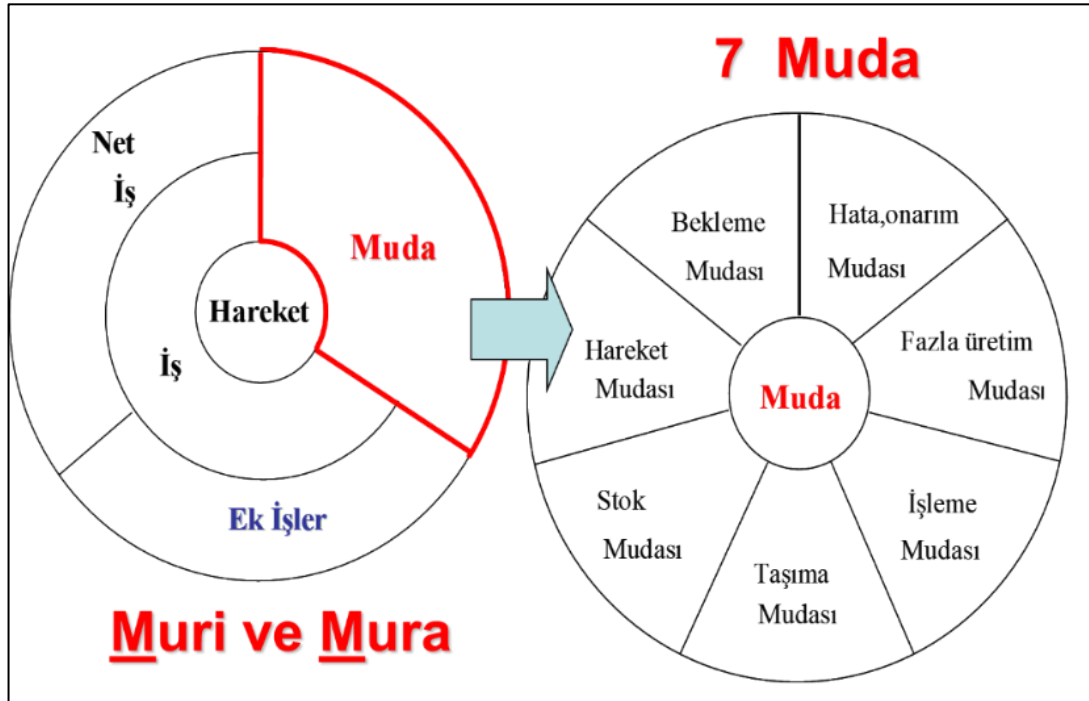 7 Muda
Net
İş
Muda
Hareket
İş
Ek İşler
Muri ve Mura
Bekleme
Mudası
Hata,onarım
Mudası
Fazla üretim
Mudası
İşleme
Mudası
Taşıma
Mudası
Stok
Mudası
Hareket
Mudası
Muda